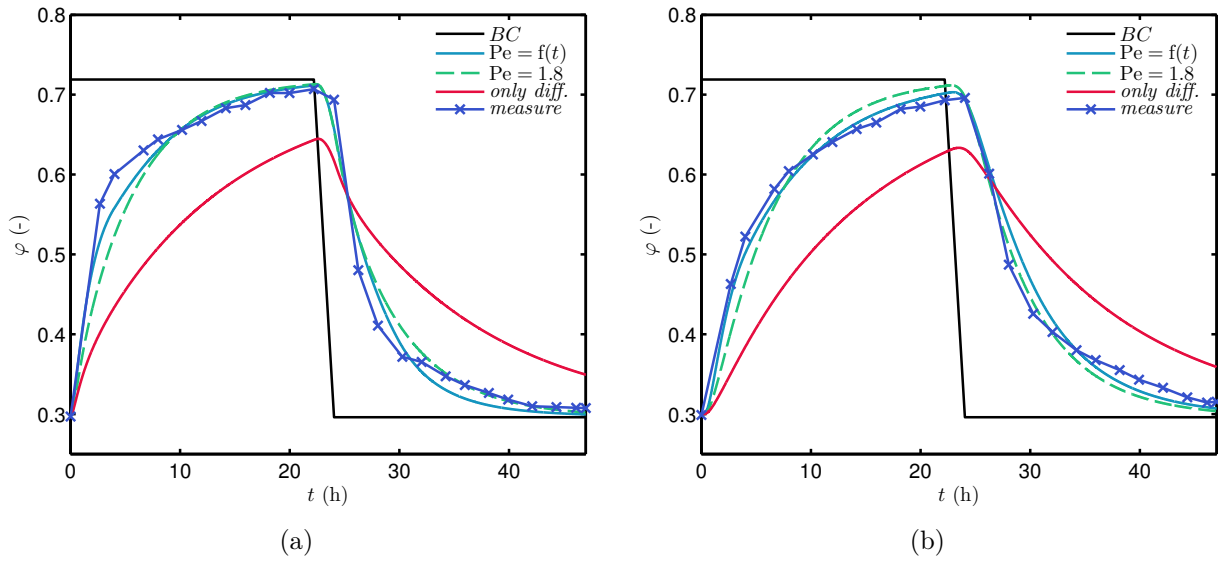 0.8
0.7
0.6
0.5
0.4
0.3
φ (-)
0 10 20 30 40
t (h)
BC
Pe = f(t)
Pe = 1.8
only diff.
measure
(a)
0.8
0.7
0.6
0.5
0.4
0.3
φ (-)
0 10 20 30 40
t (h)
BC
Pe = f(t)
Pe = 1.8
only diff.
measure
(b)